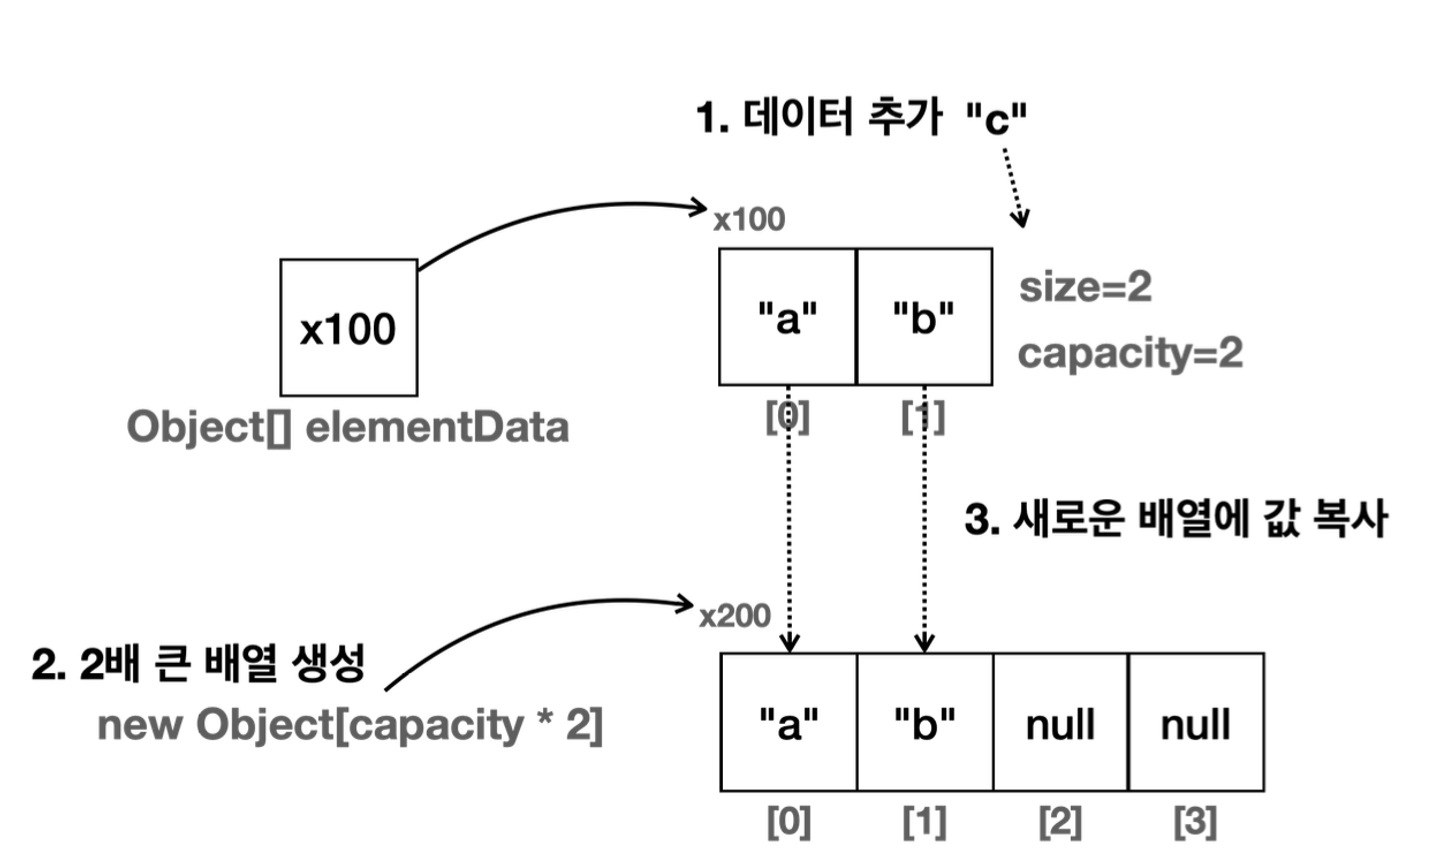 1. 데이터 추가 "c"
x100
x100
"a" "b"
size=2
capacity=2
Object[] elementData
[0] [1]
3. 새로운 배열에 값 복사
x200
2. 2배 큰 배열 생성
new Object[capacity * 2]
"a" "b" null null
[0] [1] [2] [3]